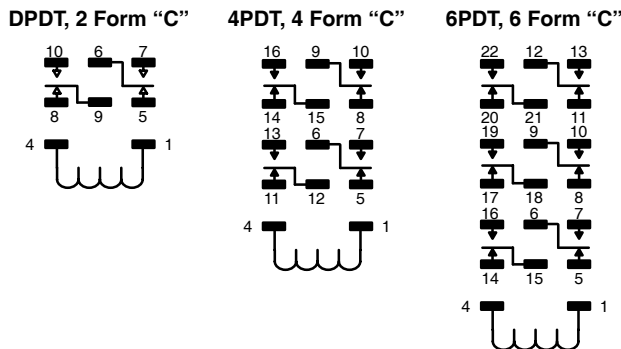 DPDT, 2 Form “C” 4PDT, 4 Form “C” 6PDT, 6 Form “C”
10 6 7
8 9 5
4 1
16 9 10
14 15 8
13 6 7
11 12 5
4 1
22 12 13
20 21 11
19 9 10
17 18 8
16 6 7
14 15 5
4 1